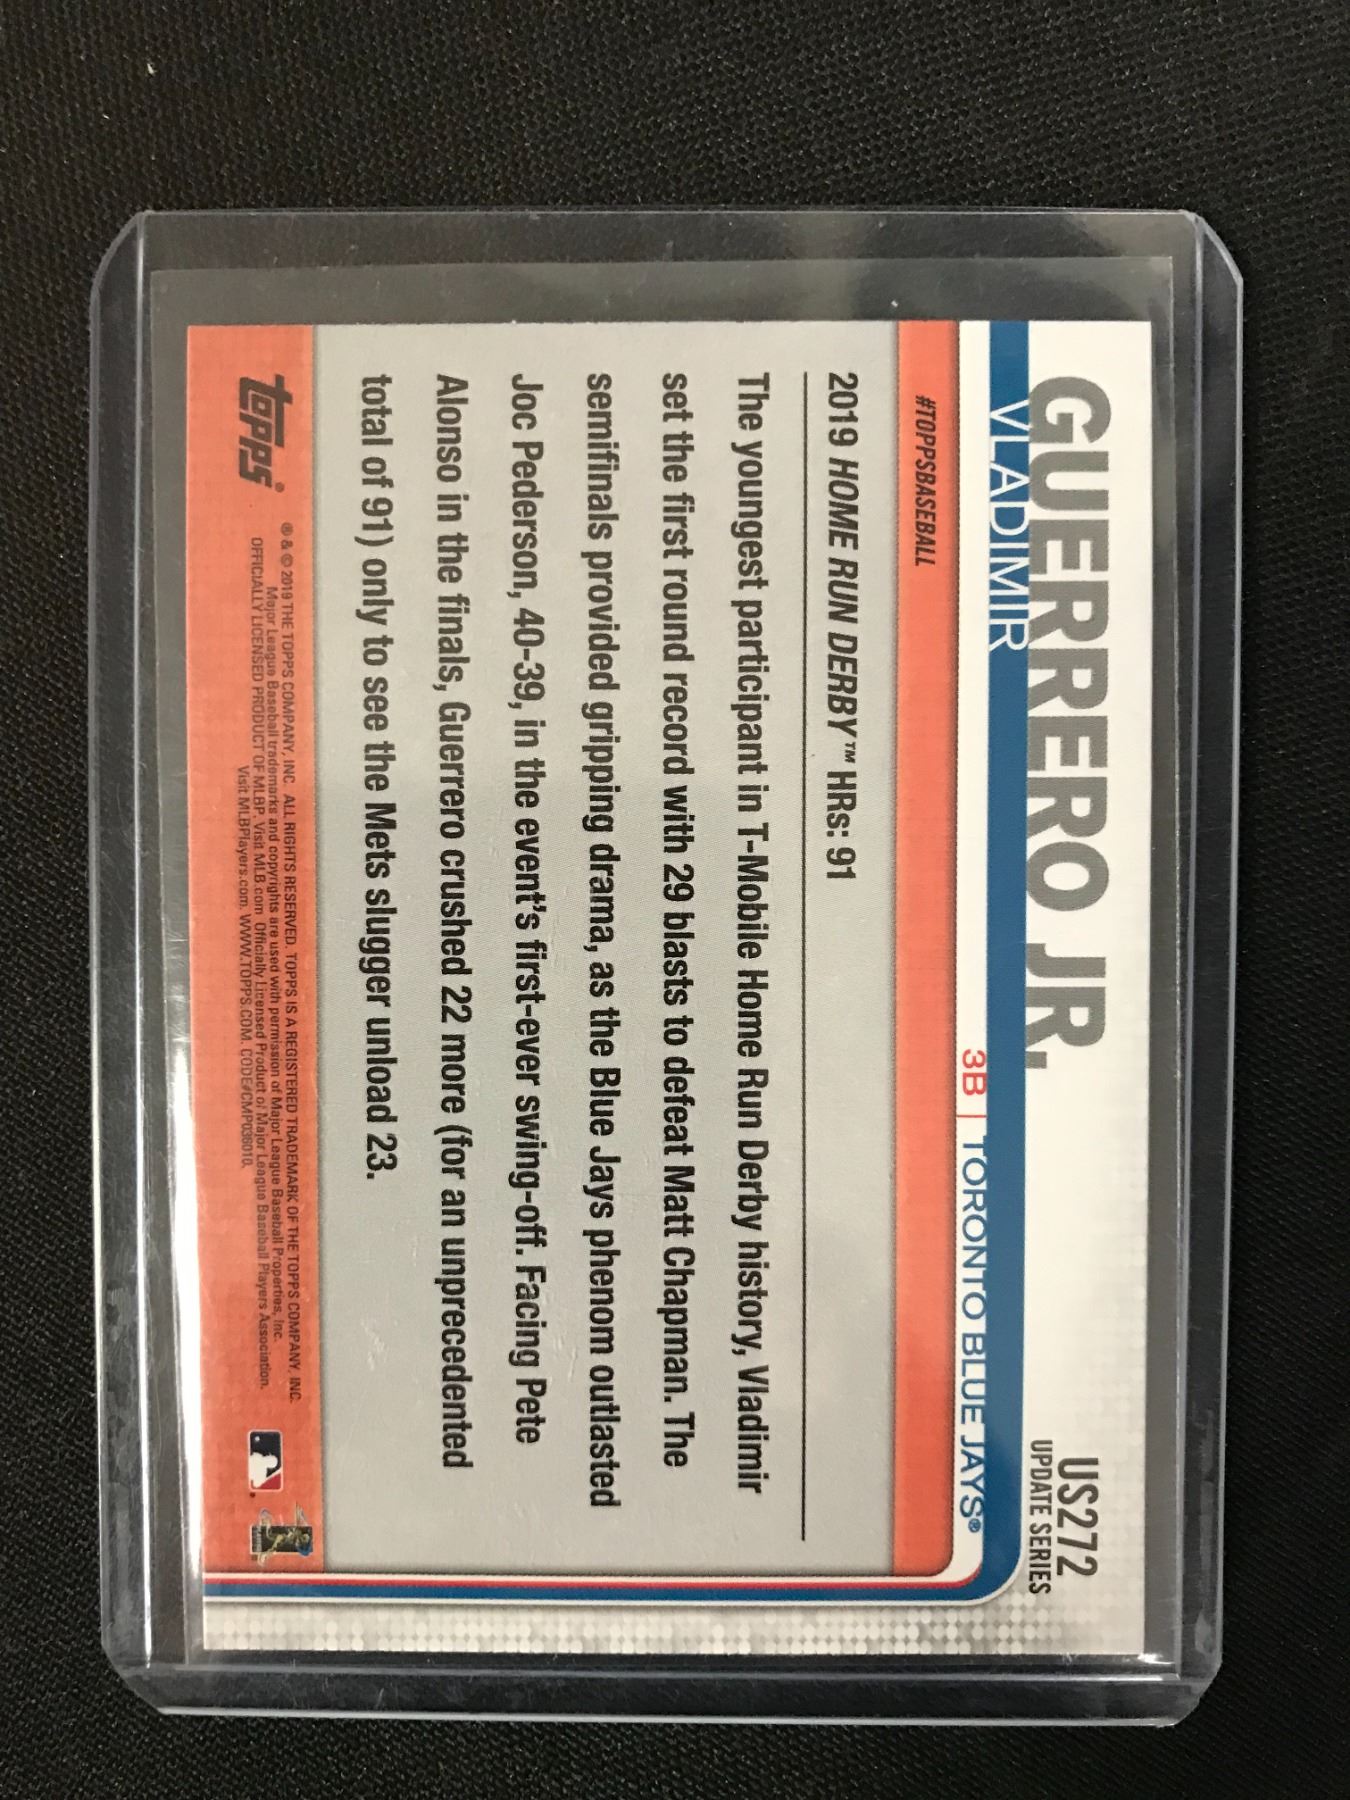 US272
UPDATE SERIES
GUERRERO JR.
VLADIMIR
3B | TORONTO BLUE JAYS®
#TOPPSBASEBALL
2019 HOME RUN DERBY™ HRs: 91
The youngest participant in T-Mobile Home Run Derby history, Vladimir
set the first round record with 29 blasts to defeat Matt Chapman. The
semifinals provided gripping drama, as the Blue Jays phenom outlasted
Joc Pederson, 40-39, in the event's first-ever swing-off. Facing Pete
Alonso in the finals, Guerrero crushed 22 more (for an unprecedented
total of 91) only to see the Mets slugger unload 23.
topps®
® & © 2019 THE TOPPS COMPANY, INC. ALL RIGHTS RESERVED. TOPPS IS A REGISTERED TRADEMARK OF THE TOPPS COMPANY, INC.
Major League Baseball trademarks and copyrights are used with permission of Major League Baseball Properties, Inc.
OFFICIALLY LICENSED PRODUCT OF MLBP. Visit MLB.com Officially Licensed Product of Major League Baseball Players Association.
Visit MLBPlayers.com. WWW.TOPPS.COM. CODE#CMP038010.